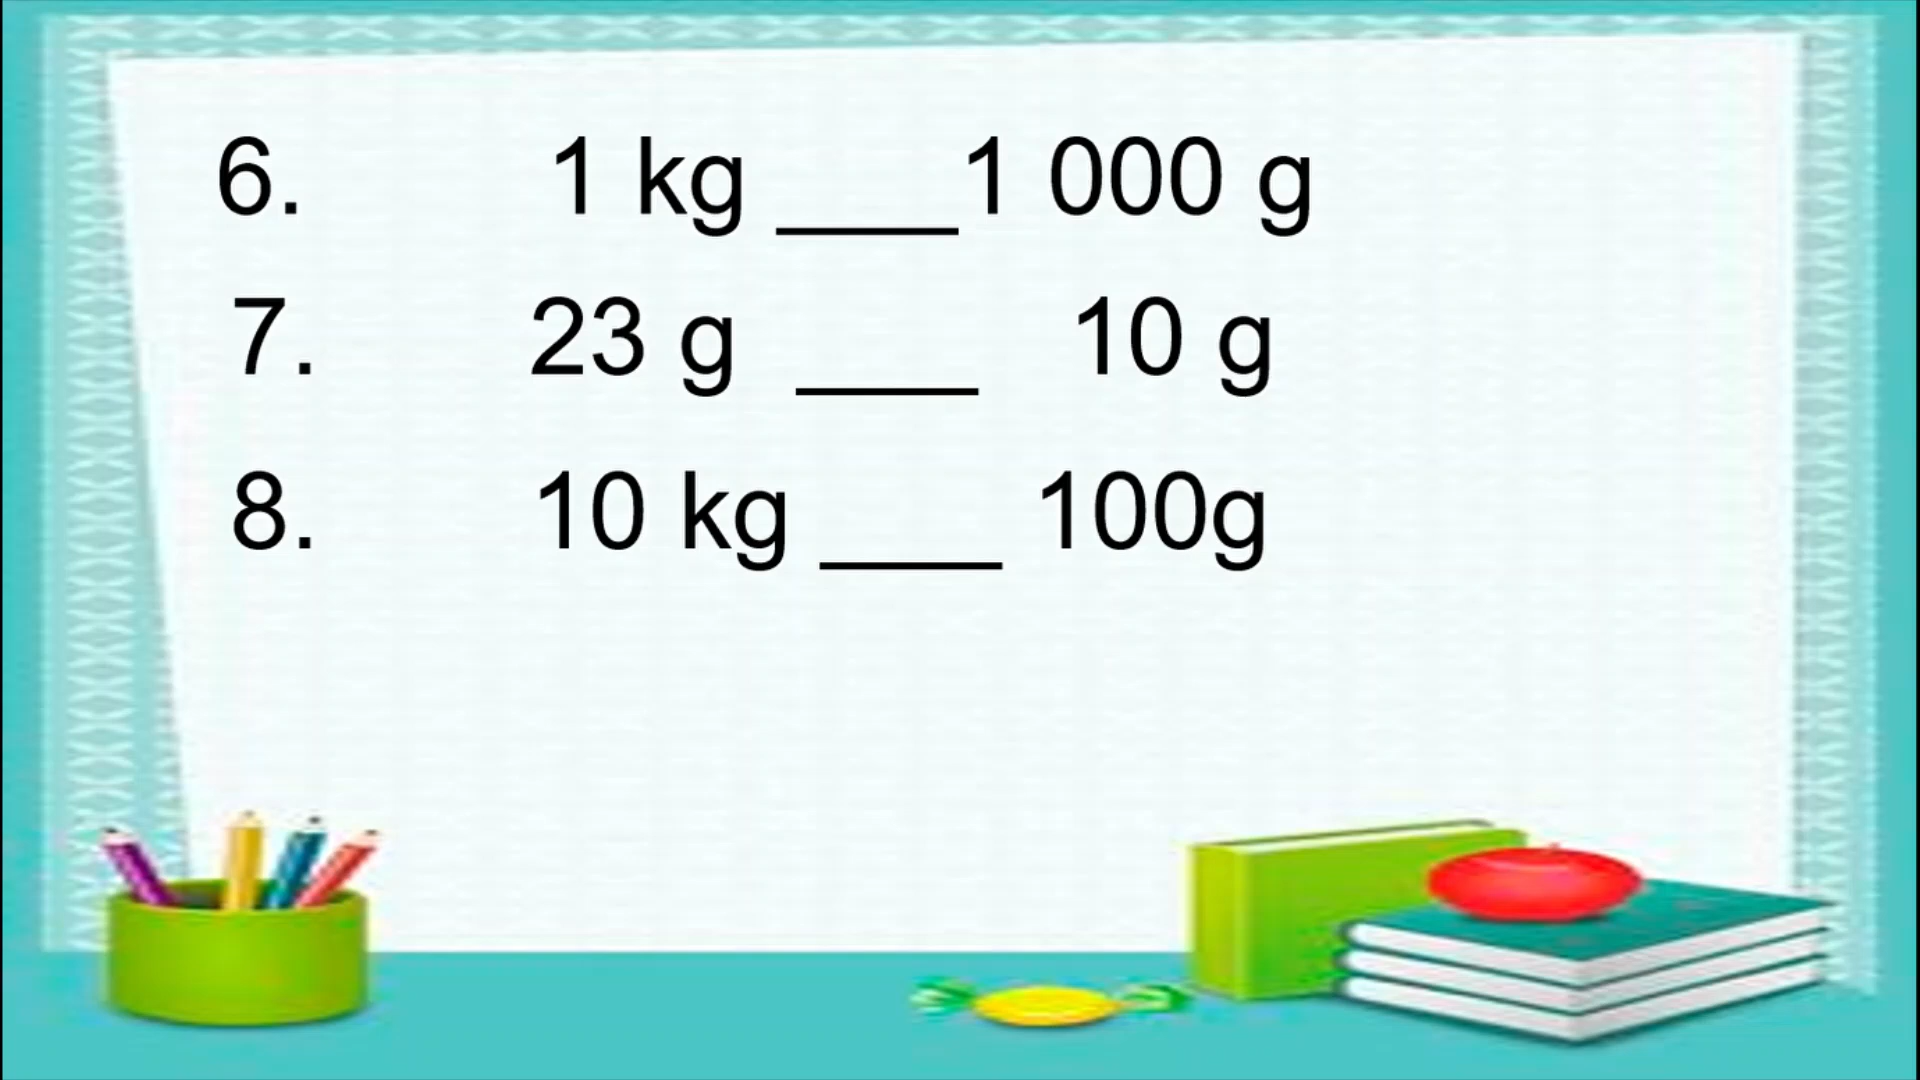 6. 1 kg ___1 000 g
7. 23 g ___ 10 g
8. 10 kg ___ 100g